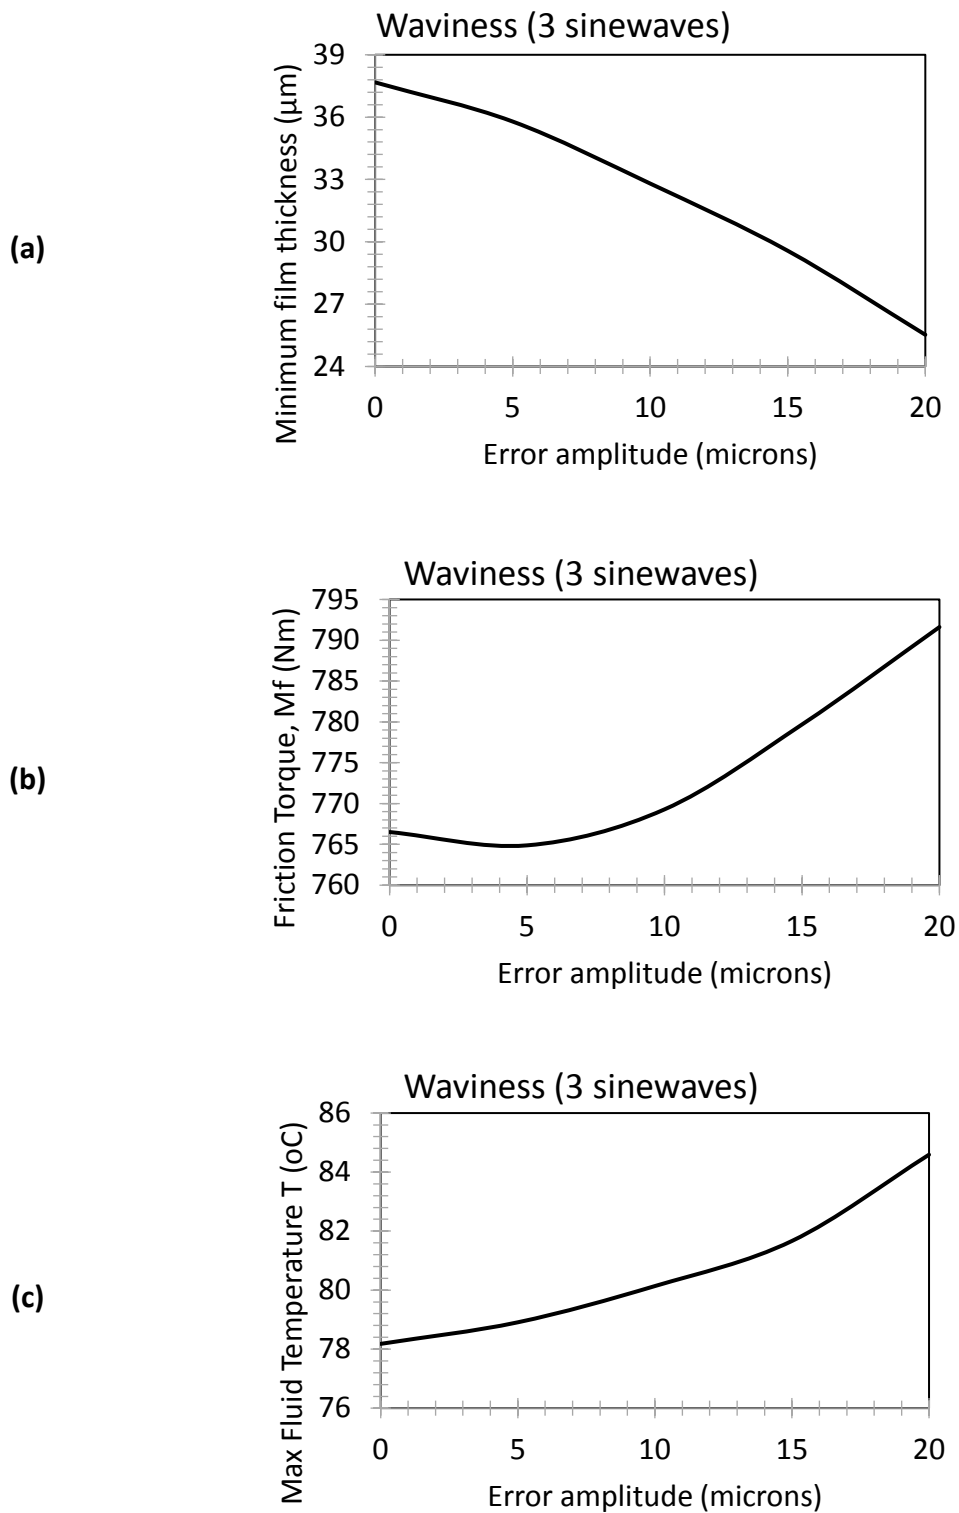 Waviness (3 sinewaves)
(a)
Minimum film thickness (µm)
39
36
33
30
27
24
0 5 10 15 20
Error amplitude (microns)
Waviness (3 sinewaves)
(b)
Friction Torque, Mf (Nm)
795
790
785
780
775
770
765
760
0 5 10 15 20
Error amplitude (microns)
Waviness (3 sinewaves)
(c)
Max Fluid Temperature T (oC)
86
84
82
80
78
76
0 5 10 15 20
Error amplitude (microns)